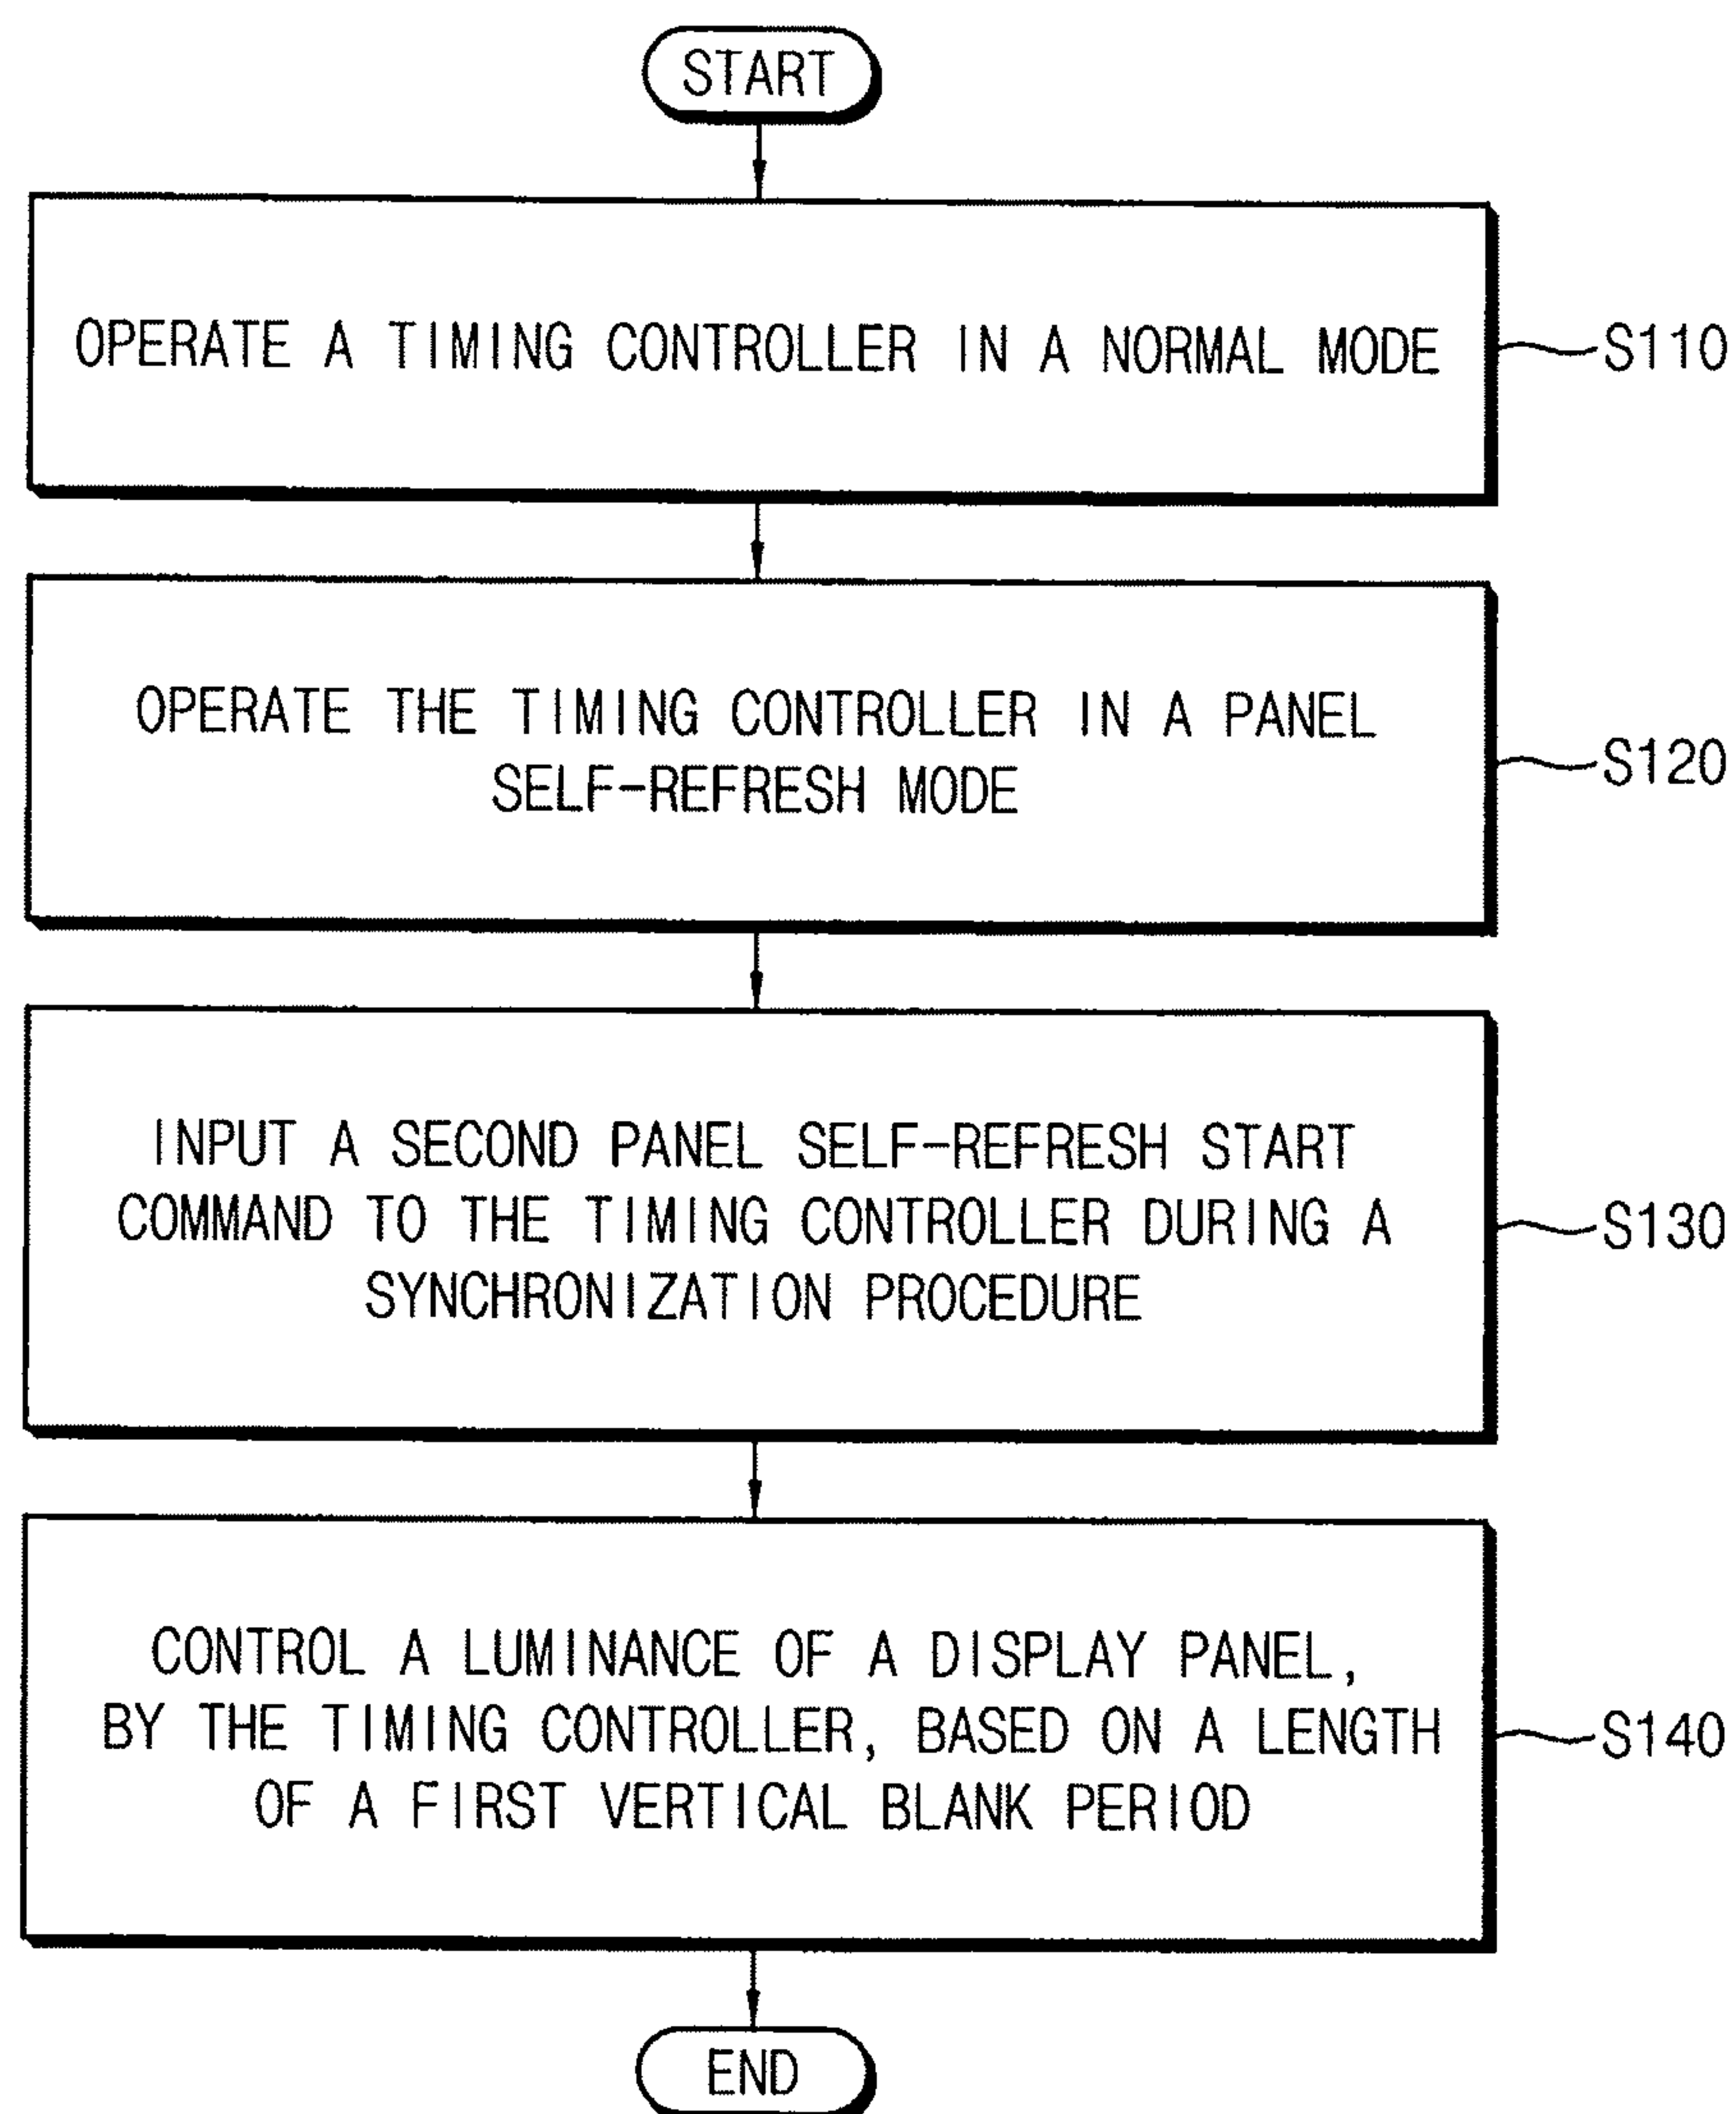 START
OPERATE A TIMING CONTROLLER IN A NORMAL MODE
S110
OPERATE THE TIMING CONTROLLER IN A PANEL
SELF-REFRESH MODE
S120
INPUT A SECOND PANEL SELF-REFRESH START
COMMAND TO THE TIMING CONTROLLER DURING A
SYNCHRONIZATION PROCEDURE
S130
CONTROL A LUMINANCE OF A DISPLAY PANEL,
BY THE TIMING CONTROLLER, BASED ON A LENGTH
OF A FIRST VERTICAL BLANK PERIOD
S140
END